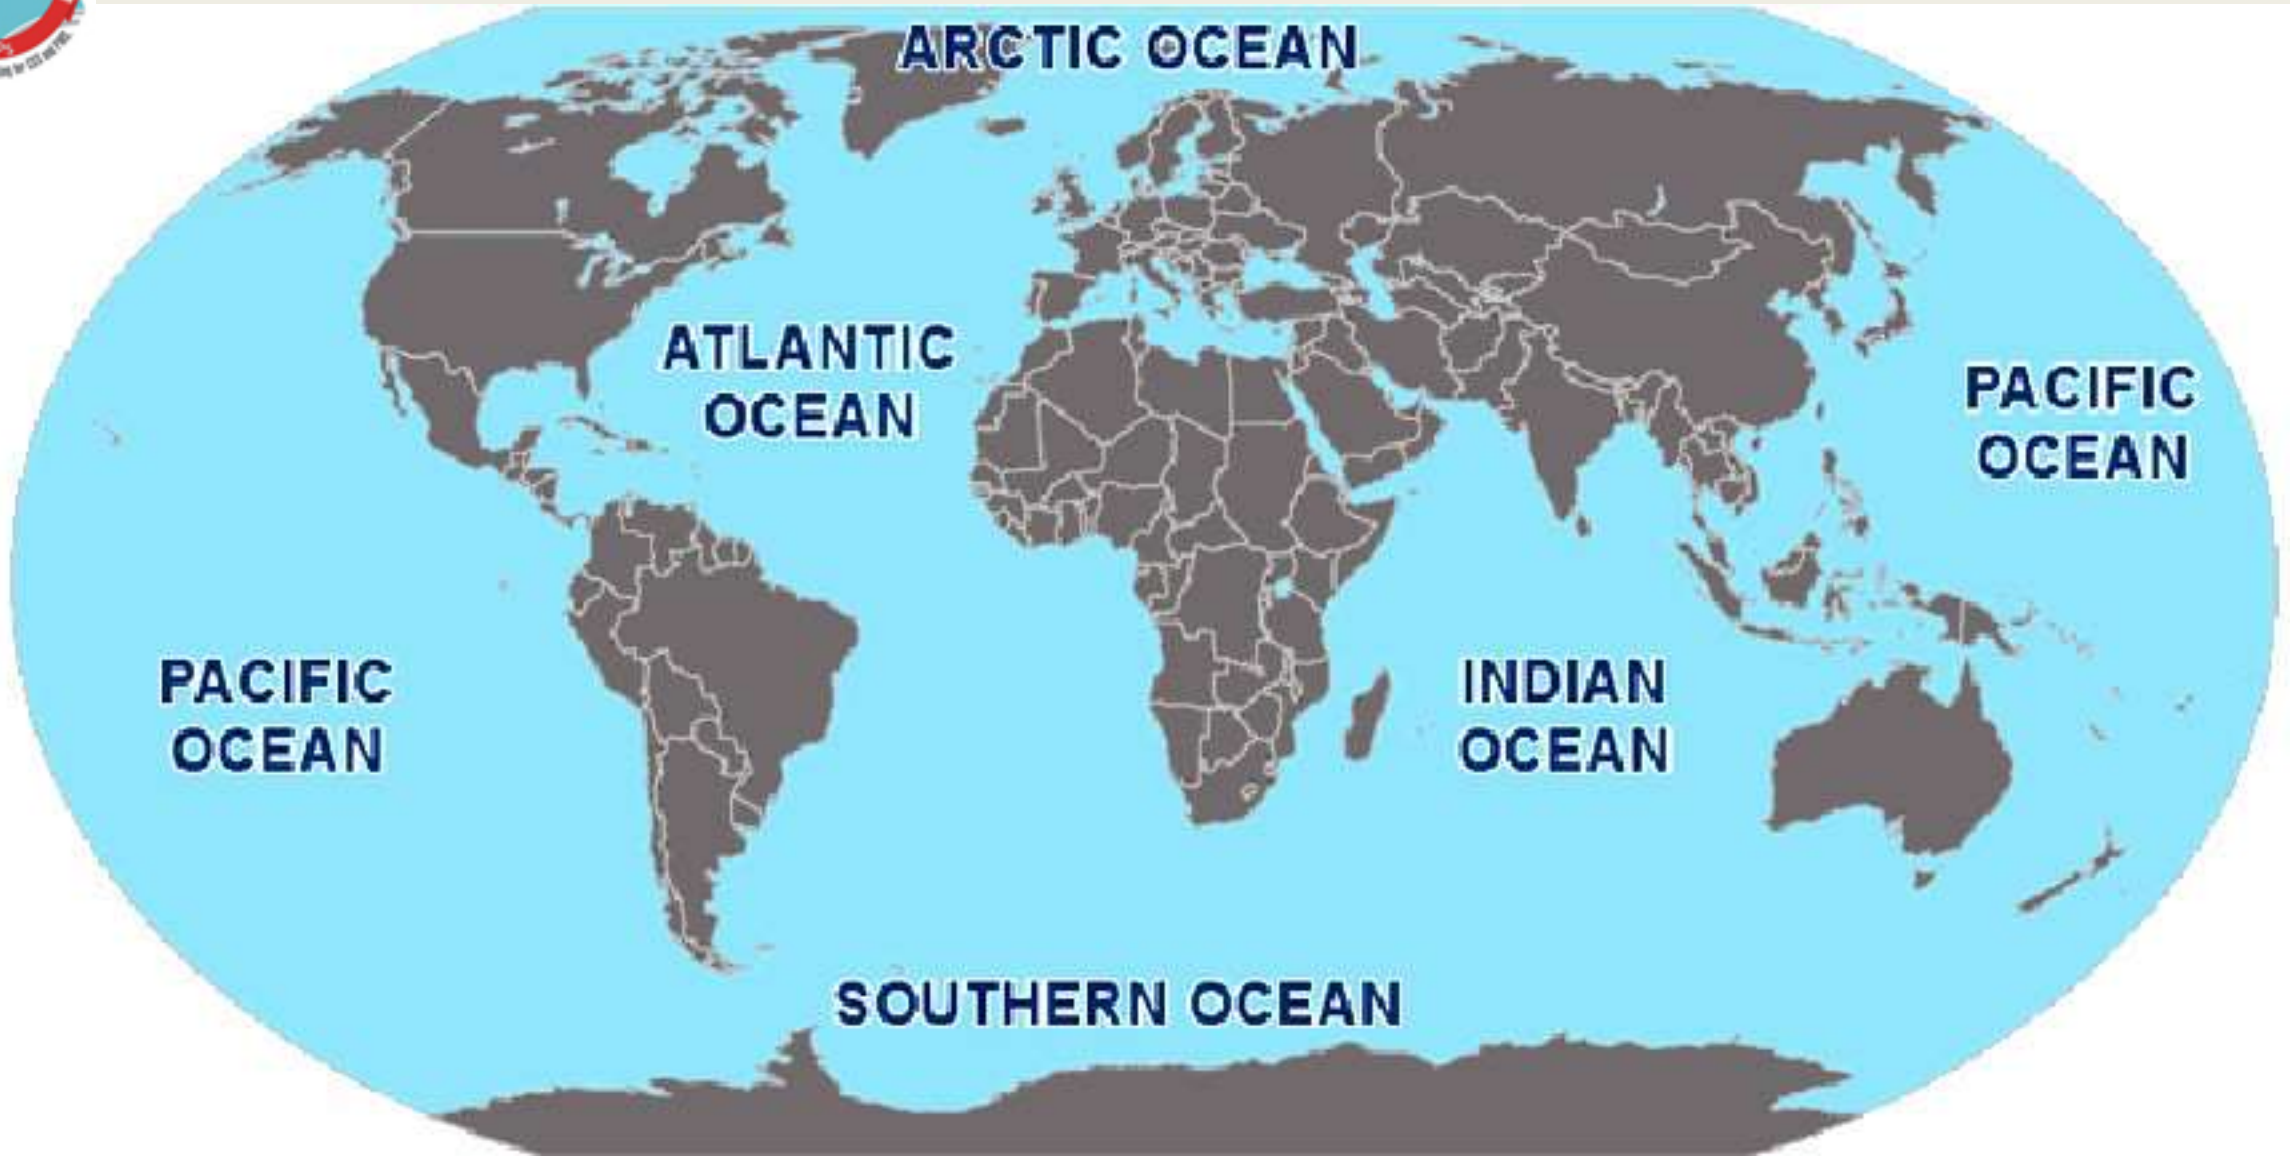 ARCTIC OCEAN
ATLANTIC
OCEAN
PACIFIC
OCEAN
PACIFIC
OCEAN
INDIAN
OCEAN
SOUTHERN OCEAN